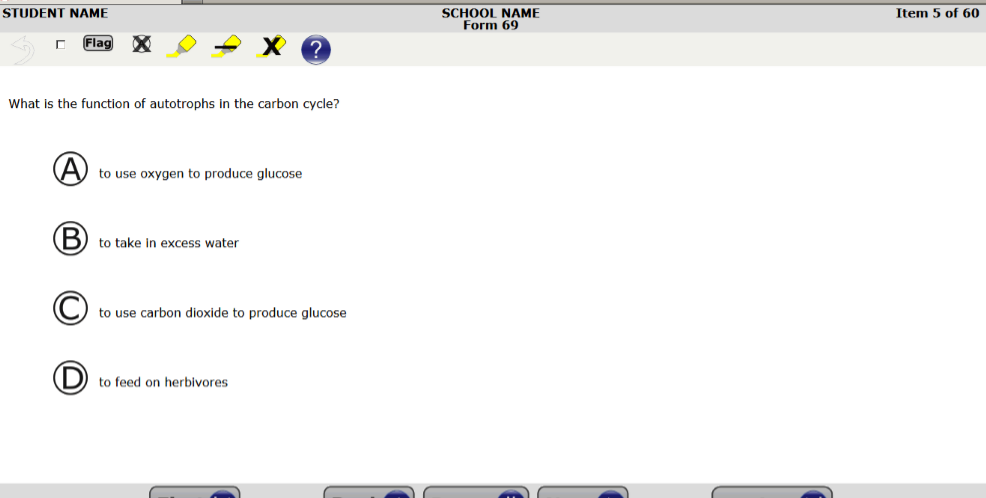 STUDENT NAME
SCHOOL NAME
Item 5 of 60
Form 69
Flag
X
X
?
What is the function of autotrophs in the carbon cycle?
A to use oxygen to produce glucose
B to take in excess water
C to use carbon dioxide to produce glucose
D to feed on herbivores